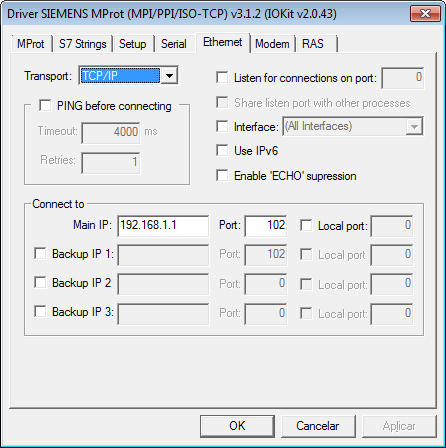 Driver SIEMENS MProt (MPI/PPI/ISO-TCP) v3.1.2 (IOKit v2.0.43)
MProt S7 Strings Setup Serial Ethernet Modem RAS
Transport: TCP/IP
Listen for connections on port: 0
PING before connecting
Share listen port with other processes
Timeout: 4000 ms
Interface: (All Interfaces)
Retries: 1
Use IPv6
Enable 'ECHO' supression
Connect to
Main IP: 192.168.1.1 Port: 102 Local port: 0
Backup IP 1: Port: 102 Local port 0
Backup IP 2 Port: 0 Local port: 0
Backup IP 3: Port: 0 Local port: 0
OK Cancelar Aplicar